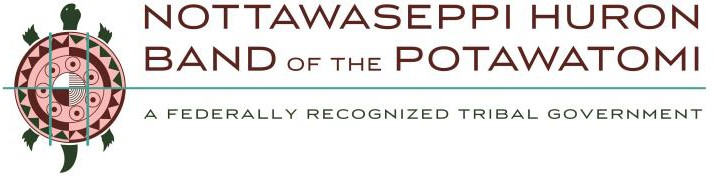 NOTTAWASEPPI HURON
BAND OF THE POTAWATOMI
A FEDERALLY RECOGNIZED TRIBAL GOVERNMENT